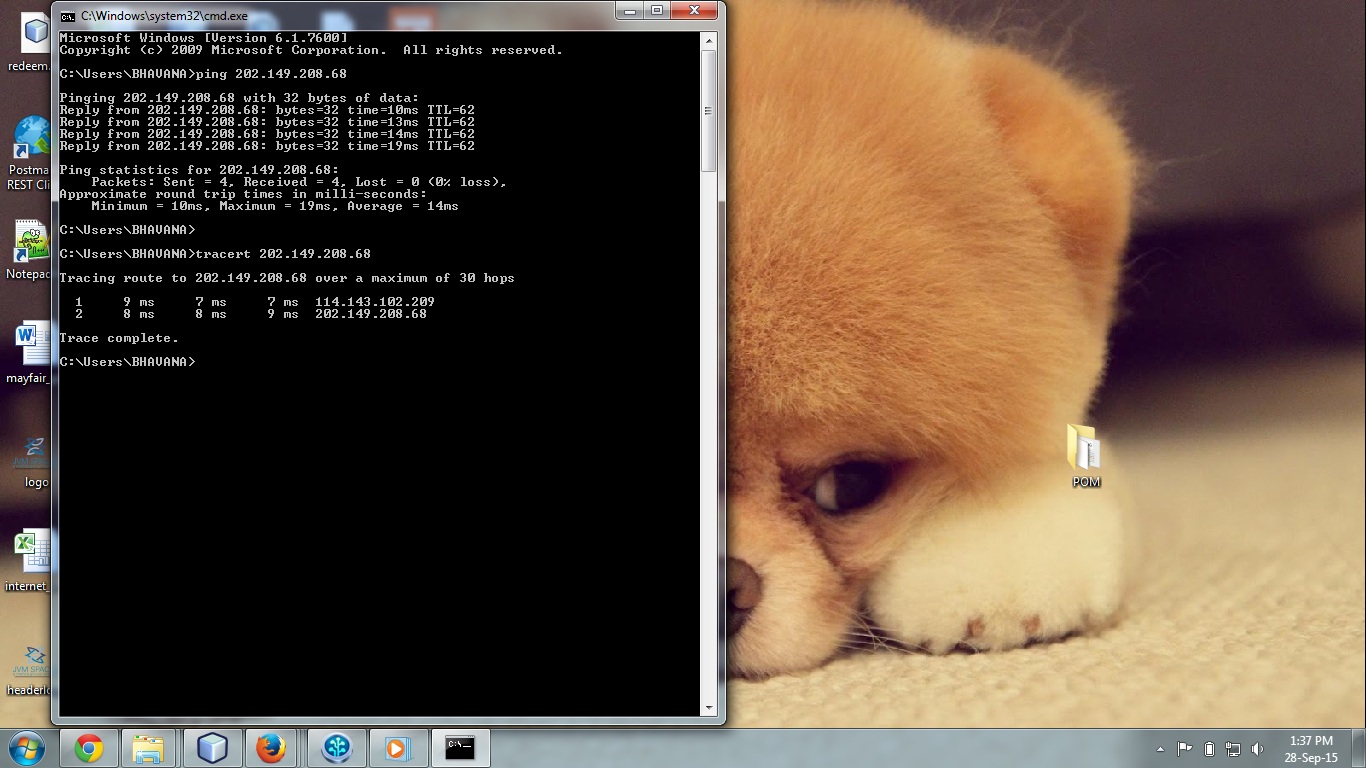 C:\Windows\system32\cmd.exe
Microsoft Windows [Version 6.1.7600]
Copyright (c) 2009 Microsoft Corporation.  All rights reserved.
C:\Users\BHAVANA>ping 202.149.208.68
Pinging 202.149.208.68 with 32 bytes of data:
Reply from 202.149.208.68: bytes=32 time=10ms TTL=62
Reply from 202.149.208.68: bytes=32 time=13ms TTL=62
Reply from 202.149.208.68: bytes=32 time=14ms TTL=62
Reply from 202.149.208.68: bytes=32 time=19ms TTL=62
Ping statistics for 202.149.208.68:
    Packets: Sent = 4, Received = 4, Lost = 0 (0% loss),
Approximate round trip times in milli-seconds:
    Minimum = 10ms, Maximum = 19ms, Average = 14ms
C:\Users\BHAVANA>
C:\Users\BHAVANA>tracert 202.149.208.68
Tracing route to 202.149.208.68 over a maximum of 30 hops
  1     9 ms     7 ms     7 ms  114.143.102.209
  2     8 ms     8 ms     9 ms  202.149.208.68
Trace complete.
C:\Users\BHAVANA>
redeem.
Postma
REST Cli
Notepac
mayfair_
JVM SPAC
logo
internet_
JVM SPAC
headerlo
POM
C:\_
1:37 PM
28-Sep-15